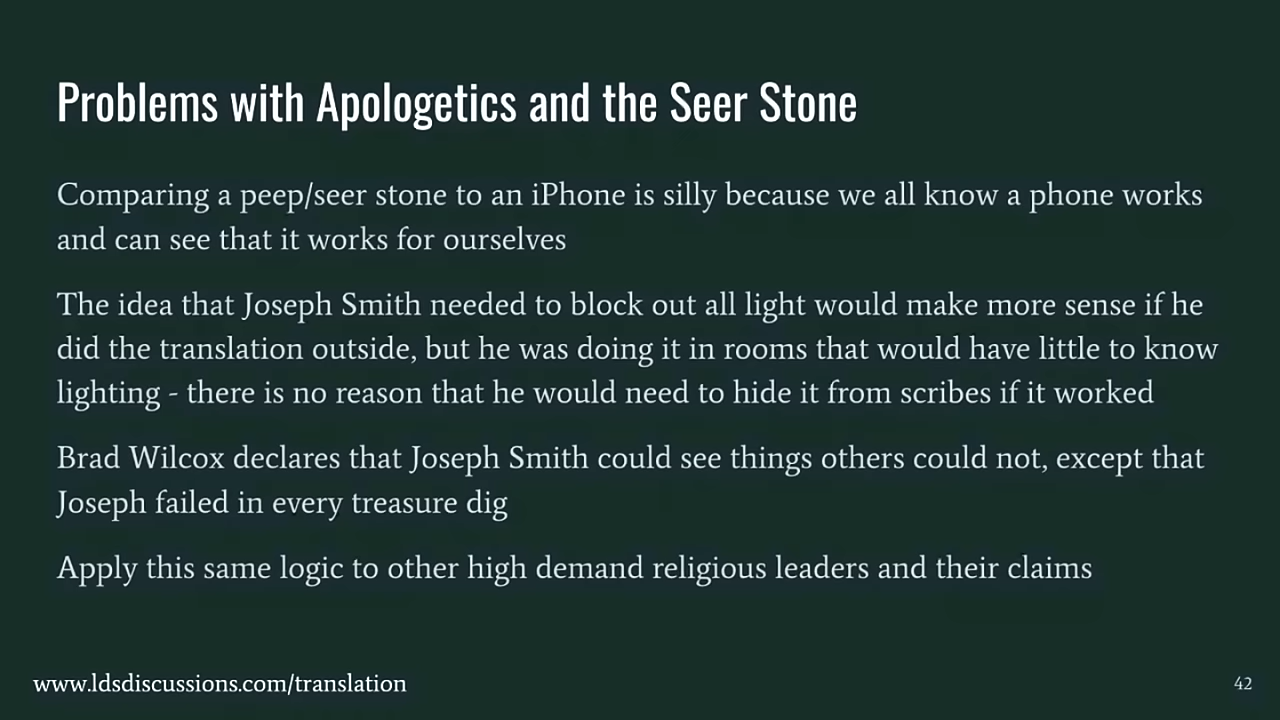 Problems with Apologetics and the Seer Stone
Comparing a peep/seer stone to an iPhone is silly because we all know a phone works
and can see that it works for ourselves
The idea that Joseph Smith needed to block out all light would make more sense if he
did the translation outside, but he was doing it in rooms that would have little to know
lighting - there is no reason that he would need to hide it from scribes if it worked
Brad Wilcox declares that Joseph Smith could see things others could not, except that
Joseph failed in every treasure dig
Apply this same logic to other high demand religious leaders and their claims
www.ldsdiscussions.com/translation
42